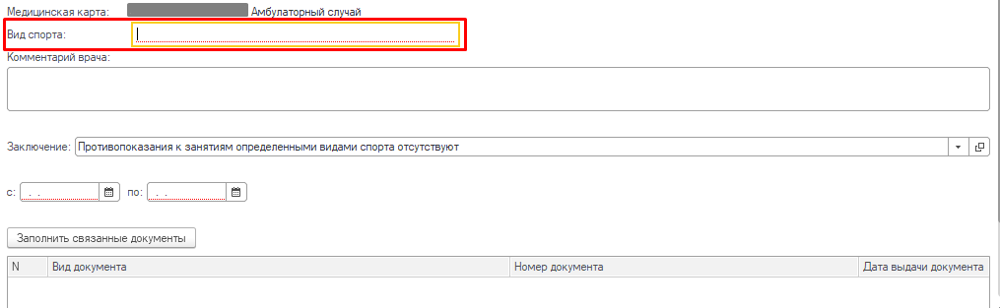 Медицинская карта: Амбулаторный случай
Вид спорта:
Комментарий врача:
Заключение: Противопоказания к занятиям определенными видами спорта отсутствуют
с: . . по: . .
Заполнить связанные документы
N Вид документа Номер документа Дата выдачи документа